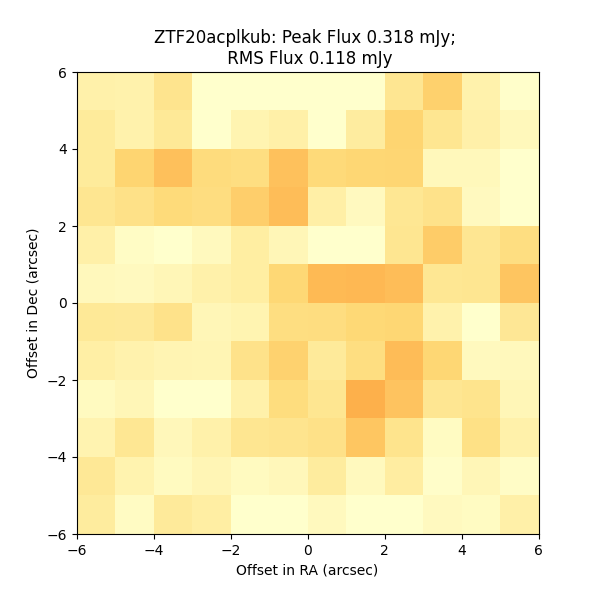 ZTF20acplkub: Peak Flux 0.318 mJy;
RMS Flux 0.118 mJy
6
4
2
0
−2
−4
−6
Offset in Dec (arcsec)
−6 −4 −2 0 2 4 6
Offset in RA (arcsec)